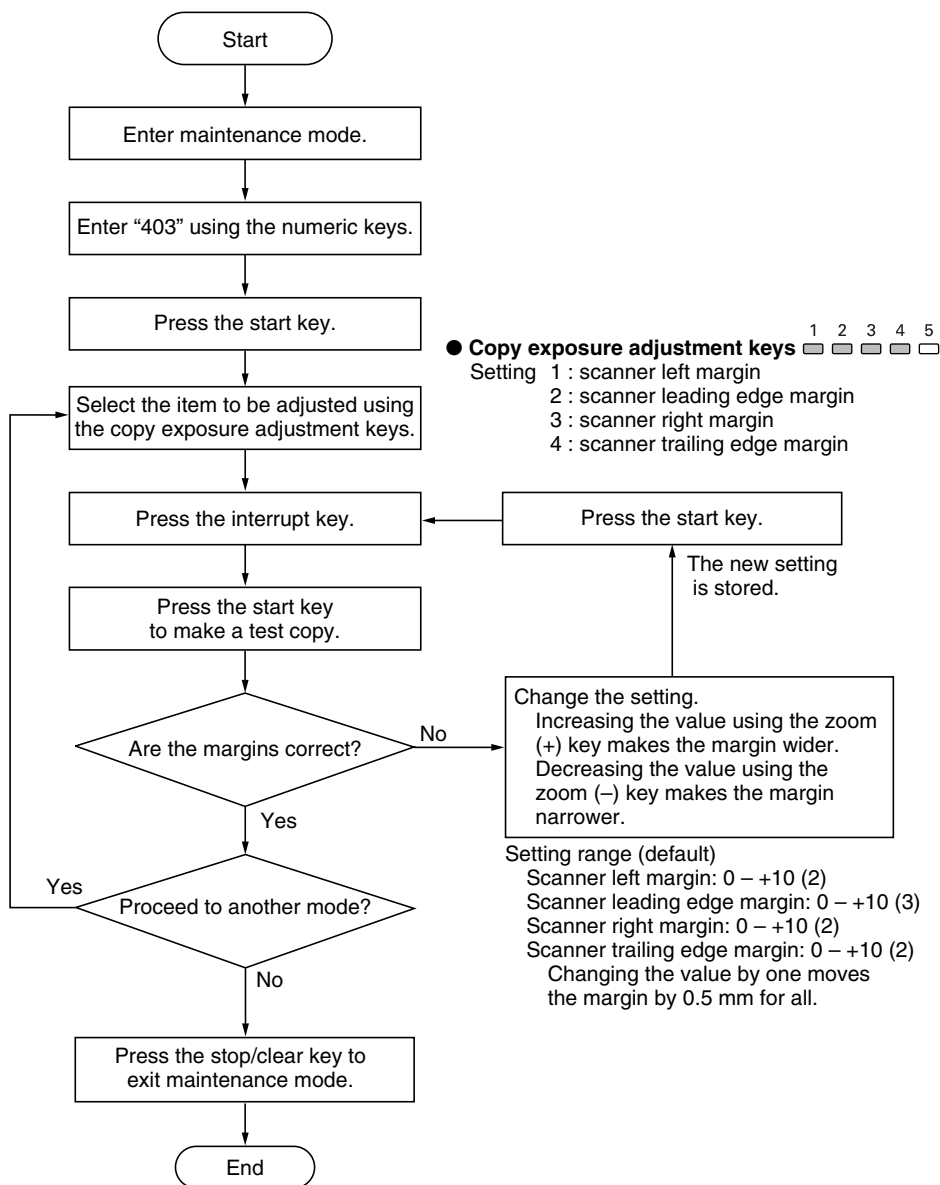 Start
Enter maintenance mode.
Enter “403” using the numeric keys.
Press the start key.
1 2 3 4 5
● Copy exposure adjustment keys
Setting 1 : scanner left margin
2 : scanner leading edge margin
3 : scanner right margin
4 : scanner trailing edge margin
Select the item to be adjusted using
the copy exposure adjustment keys.
Press the interrupt key.
Press the start key.
The new setting
is stored.
Press the start key
to make a test copy.
Are the margins correct?
No
Change the setting.
Increasing the value using the zoom
(+) key makes the margin wider.
Decreasing the value using the
zoom (–) key makes the margin
narrower.
Yes
Setting range (default)
Scanner left margin: 0 – +10 (2)
Scanner leading edge margin: 0 – +10 (3)
Scanner right margin: 0 – +10 (2)
Scanner trailing edge margin: 0 – +10 (2)
Changing the value by one moves
the margin by 0.5 mm for all.
Yes
Proceed to another mode?
No
Press the stop/clear key to
exit maintenance mode.
End